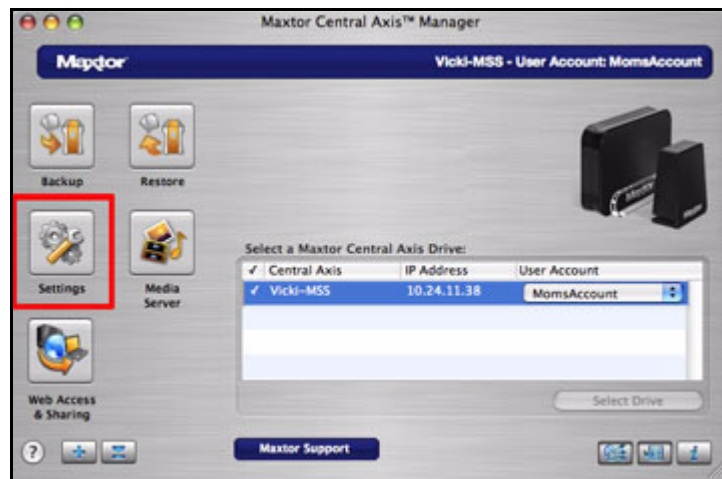 Maxtor Central Axis™ Manager
Maxtor
Vicki-MSS - User Account: MomsAccount
Backup
Restore
Settings
Media Server
Web Access & Sharing
Maxtor
Select a Maxtor Central Axis Drive:
✓ Central Axis IP Address User Account
✓ Vicki-MSS 10.24.11.38 MomsAccount
Select Drive
?
Maxtor Support
i